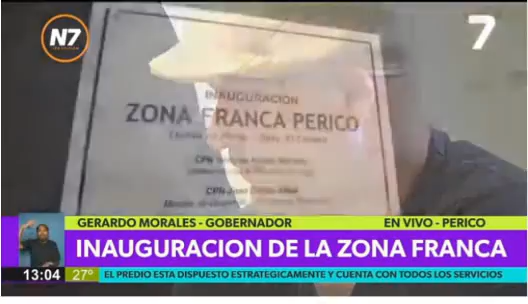 N7
7
INAUGURACION
ZONA FRANCA PERICO
CPN
CPN Juan
GERARDO MORALES - GOBERNADOR
EN VIVO - PERICO
INAUGURACION DE LA ZONA FRANCA
13:04
27°
EL PREDIO ESTA DISPUESTO ESTRATEGICAMENTE Y CUENTA CON TODOS LOS SERVICIOS